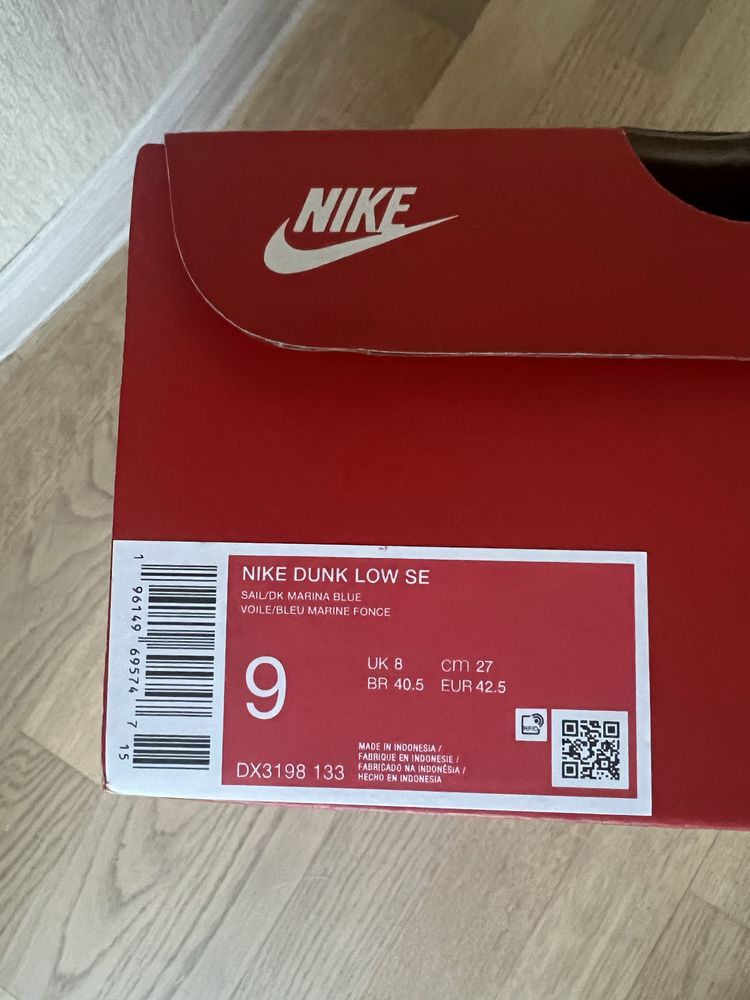 NIKE
NIKE DUNK LOW SE
SAIL/DK MARINA BLUE
VOILE/BLEU MARINE FONCE
9
UK 8 cm 27
BR 40.5 EUR 42.5
DX3198 133
MADE IN INDONESIA /
FABRIQUE EN INDONESIE /
FABRICADO NA INDONÉSIA /
HECHO EN INDONESIA
1 96149 69574 7 15